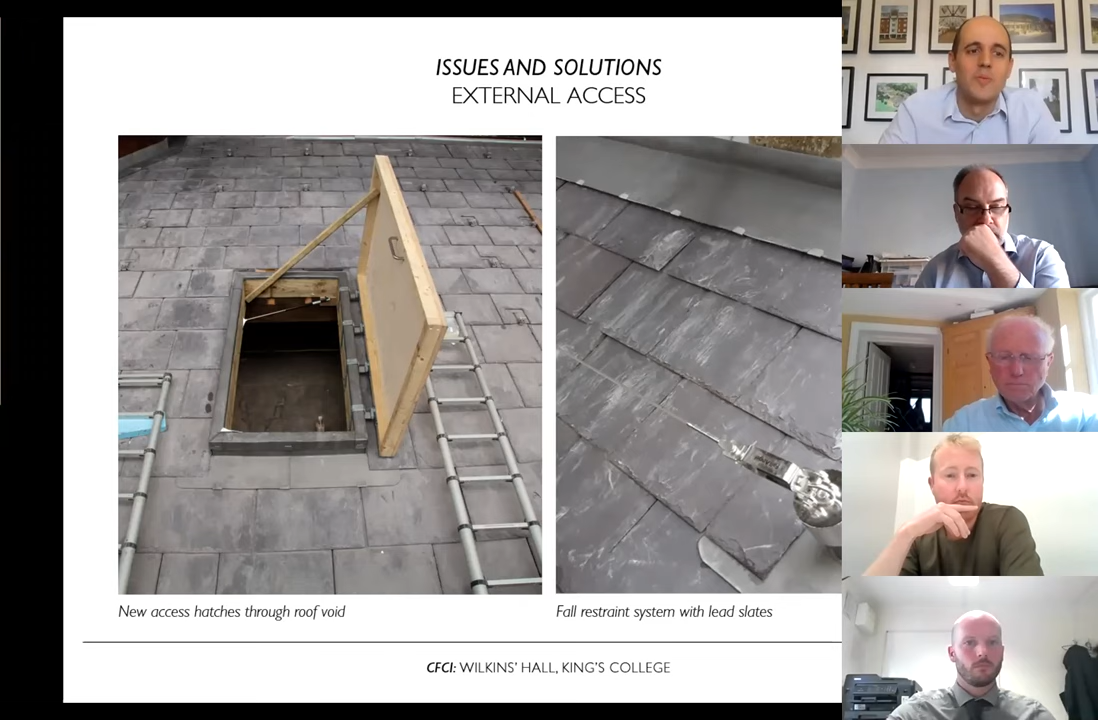 ISSUES AND SOLUTIONS
EXTERNAL ACCESS
New access hatches through roof void
Fall restraint system with lead slates
CFCI: WILKINS’ HALL, KING’S COLLEGE